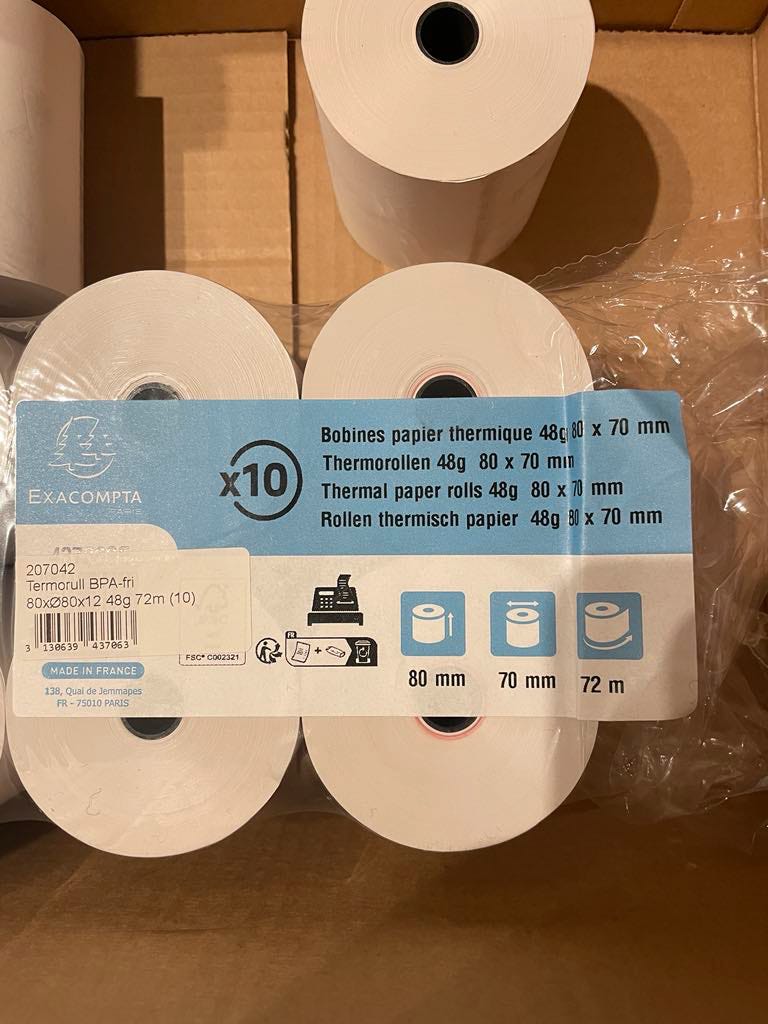 Bobines papier thermique 48g 80 x 70 mm
Thermorollen 48g 80 x 70 mm
Thermal paper rolls 48g 80 x 70 mm
Rollen thermisch papier 48g 80 x 70 mm
x10
EXACOMPTA
PARIS
207042
Termorull BPA-fri
80xØ80x12 48g 72m (10)
3 130639 437063
FSC® C002321
FR
80 mm
70 mm
72 m
MADE IN FRANCE
138, Quai de Jemmapes
FR - 75010 PARIS